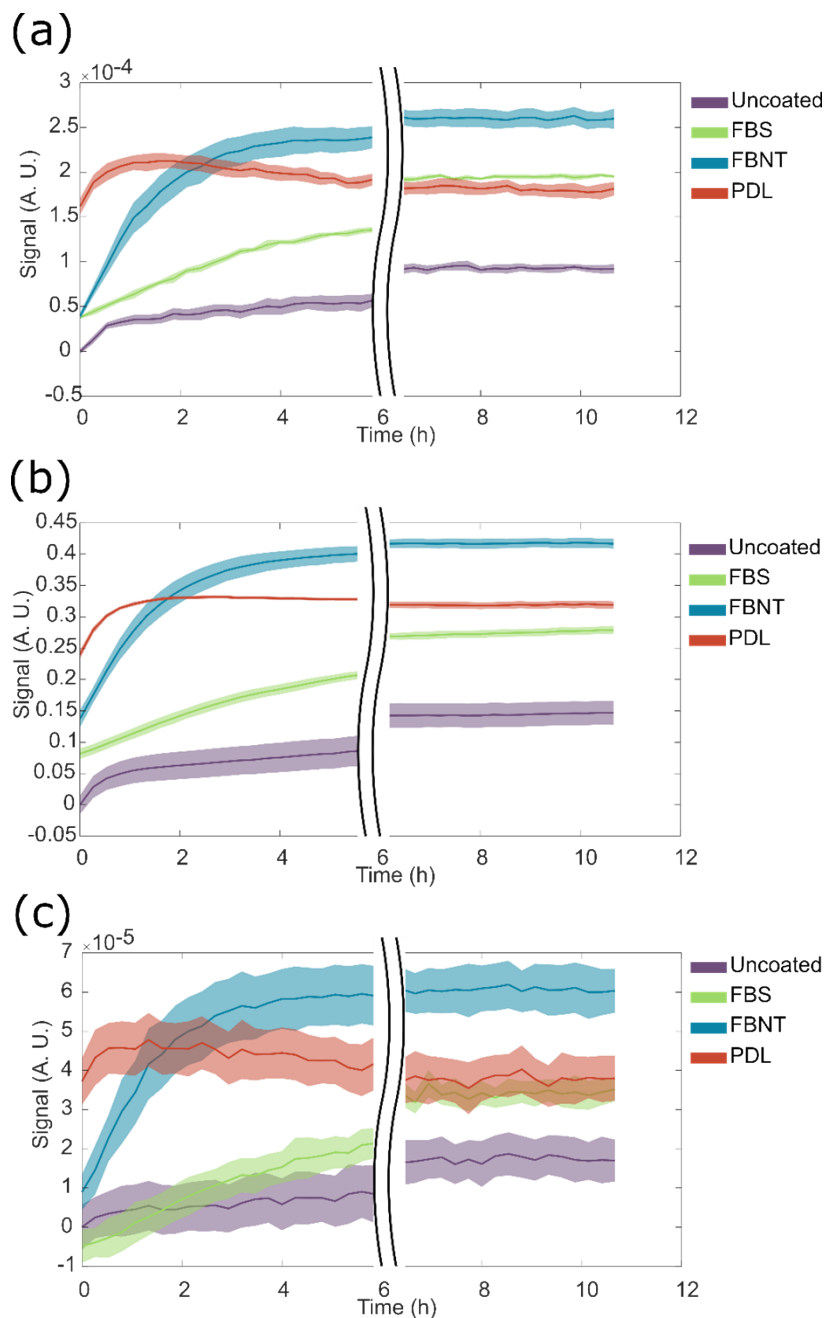 (a)
×10⁻⁴
3
2.5
2
1.5
1
0.5
0
-0.5
Signal (A. U.)
0 2 4 6 8 10 12
Time (h)
Uncoated
FBS
FBNT
PDL
(b)
0.45
0.4
0.35
0.3
0.25
0.2
0.15
0.1
0.05
0
-0.05
Signal (A. U.)
0 2 4 6 8 10 12
Time (h)
Uncoated
FBS
FBNT
PDL
(c)
×10⁻⁵
7
6
5
4
3
2
1
0
-1
Signal (A. U.)
0 2 4 6 8 10 12
Time (h)
Uncoated
FBS
FBNT
PDL